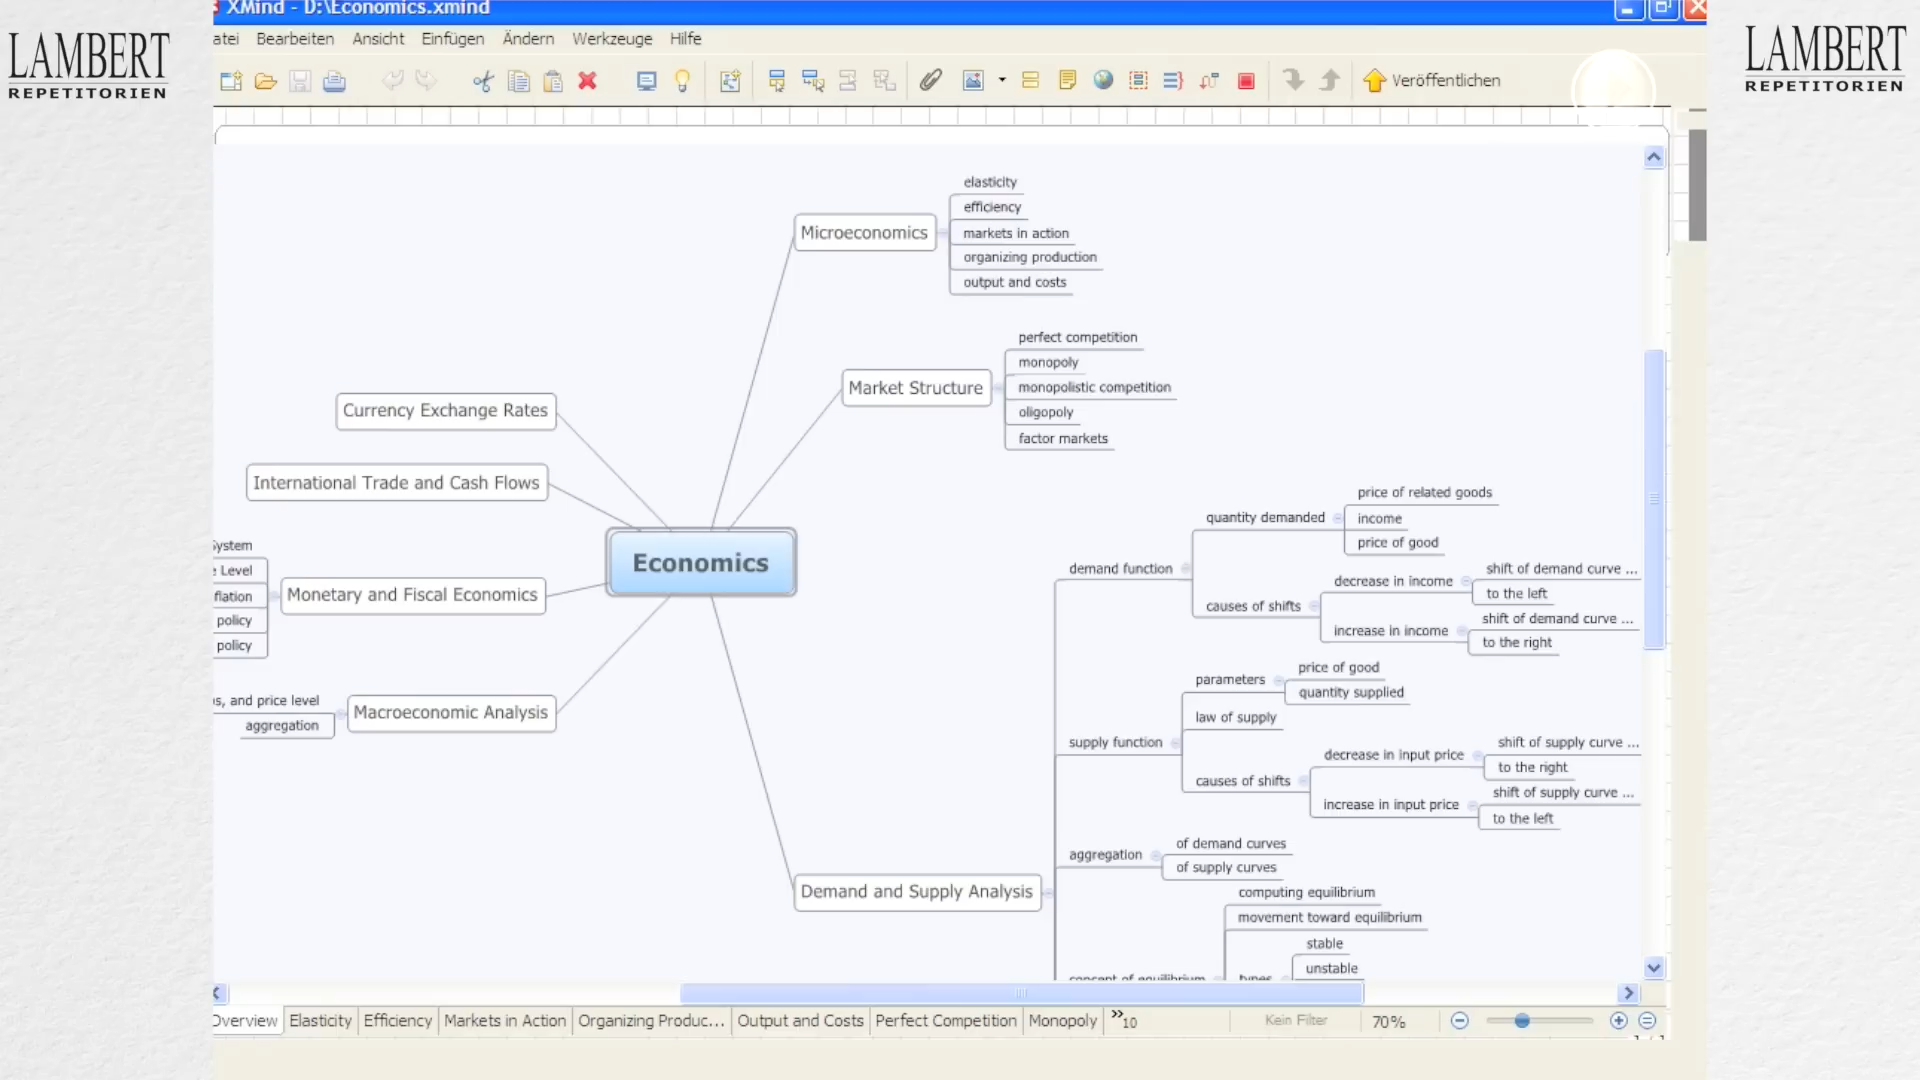 LAMBERT
REPETITORIEN
LAMBERT
REPETITORIEN
XMind - D:\Economics.xmind
atei Bearbeiten Ansicht Einfügen Ändern Werkzeuge Hilfe
Veröffentlichen
Microeconomics
elasticity
efficiency
markets in action
organizing production
output and costs
Market Structure
perfect competition
monopoly
monopolistic competition
oligopoly
factor markets
Currency Exchange Rates
International Trade and Cash Flows
Economics
System
e Level
flation
policy
policy
Monetary and Fiscal Economics
s, and price level
aggregation
Macroeconomic Analysis
Demand and Supply Analysis
demand function
quantity demanded
price of related goods
income
price of good
causes of shifts
decrease in income
shift of demand curve ...
to the left
increase in income
shift of demand curve ...
to the right
supply function
parameters
price of good
quantity supplied
law of supply
causes of shifts
decrease in input price
shift of supply curve ...
to the right
increase in input price
shift of supply curve ...
to the left
aggregation
of demand curves
of supply curves
concept of equilibrium
computing equilibrium
movement toward equilibrium
types
stable
unstable
Overview Elasticity Efficiency Markets in Action Organizing Produc... Output and Costs Perfect Competition Monopoly »10 Kein Filter 70%